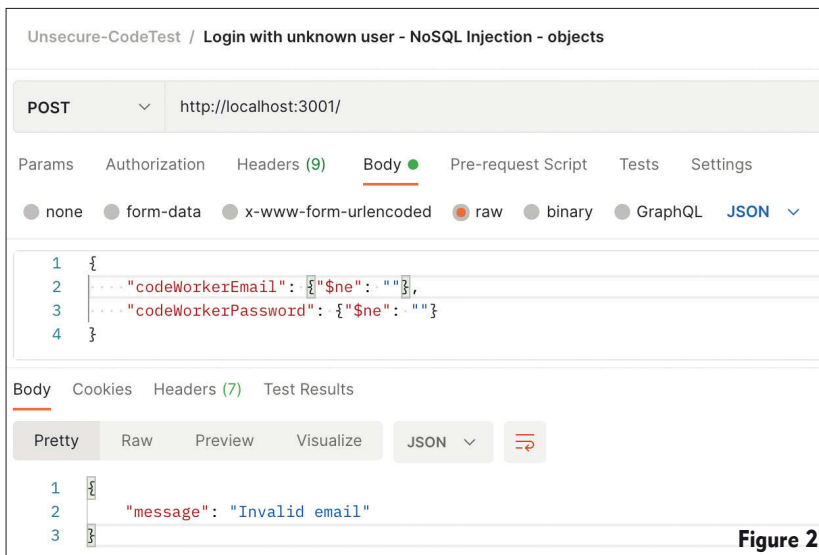 Unsecure-CodeTest / Login with unknown user - NoSQL Injection - objects
POST http://localhost:3001/
Params Authorization Headers (9) Body Pre-request Script Tests Settings
none form-data x-www-form-urlencoded raw binary GraphQL JSON
1 {
2 "codeWorkerEmail": {"$ne": ""},
3 "codeWorkerPassword": {"$ne": ""}
4 }
Body Cookies Headers (7) Test Results
Pretty Raw Preview Visualize JSON
1 {
2 "message": "Invalid email"
3 }
Figure 2